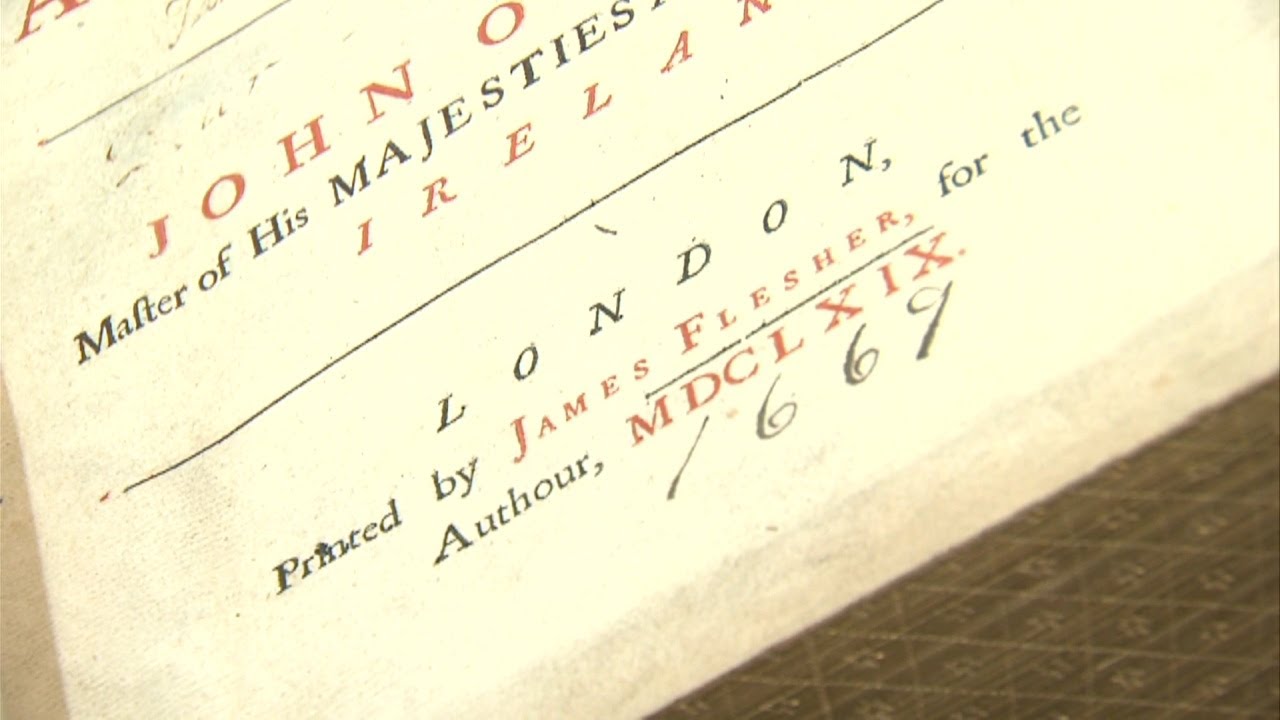 JOHN O
Maſter of His MAJESTIES
IRELAN
LONDON,
Printed by JAMES FLESHER, for the
Authour, MDCLXIX.
1669